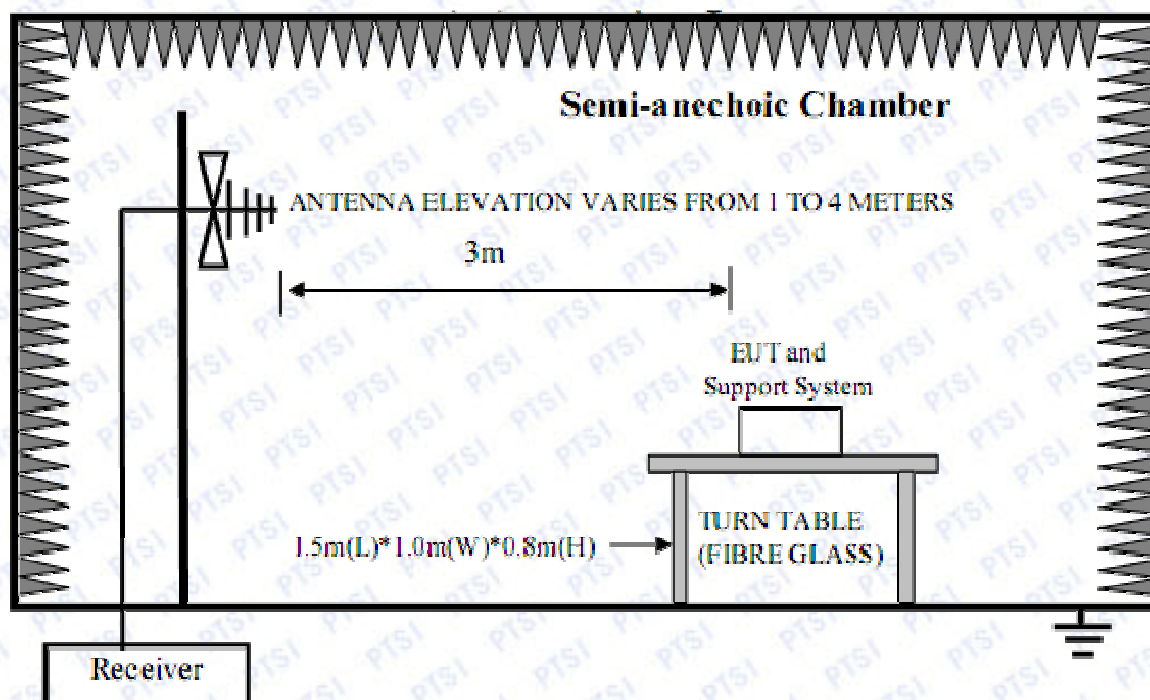 Semi-anechoic Chamber
ANTENNA ELEVATION VARIES FROM 1 TO 4 METERS
3m
EUT and
Support System
1.5m(L)*1.0m(W)*0.8m(H)
TURN TABLE
(FIBRE GLASS)
Receiver
PTSI